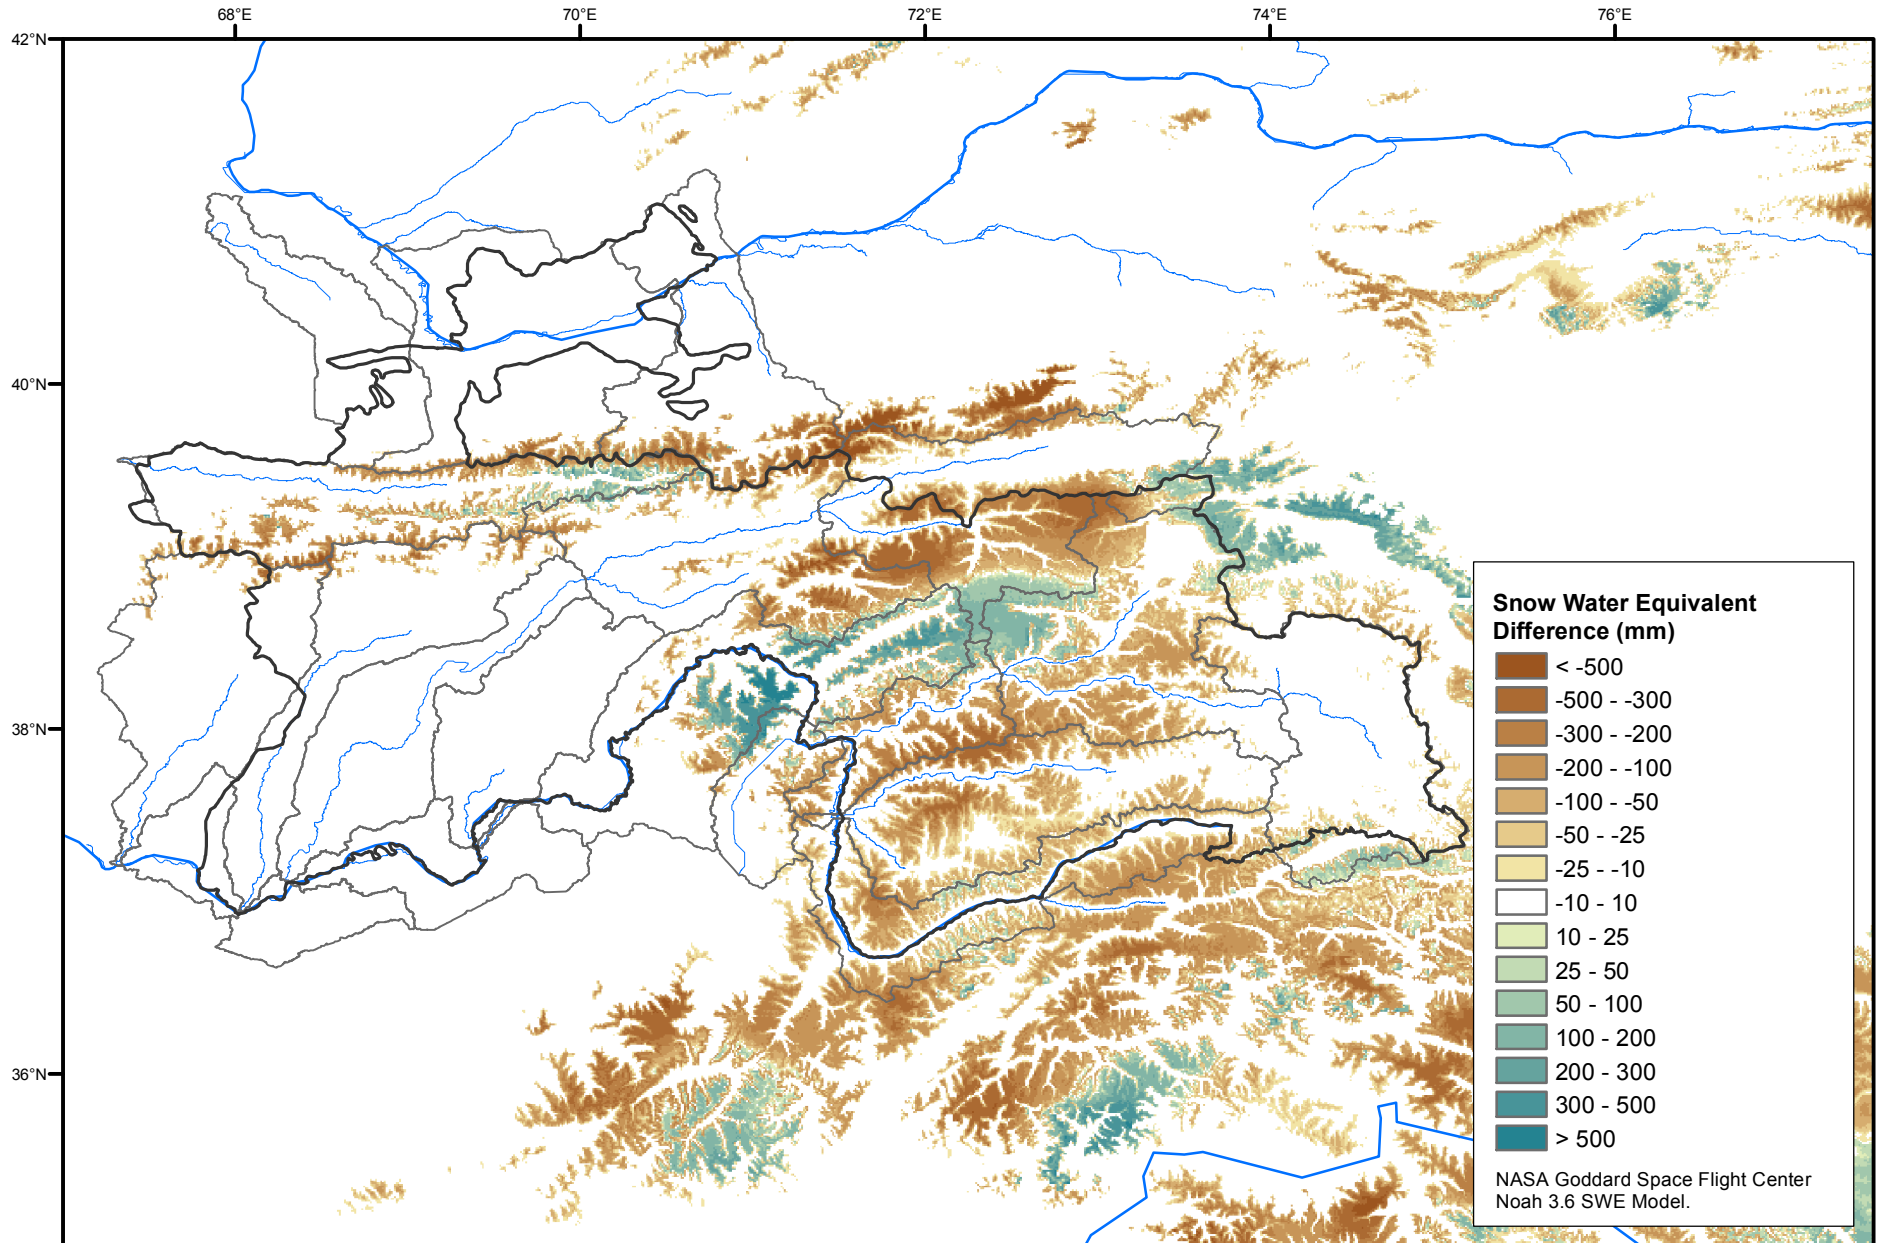 68°E 70°E 72°E 74°E 76°E
42°N
40°N
38°N
36°N
Snow Water Equivalent
Difference (mm)
< -500
-500 - -300
-300 - -200
-200 - -100
-100 - -50
-50 - -25
-25 - -10
-10 - 10
10 - 25
25 - 50
50 - 100
100 - 200
200 - 300
300 - 500
> 500
NASA Goddard Space Flight Center
Noah 3.6 SWE Model.